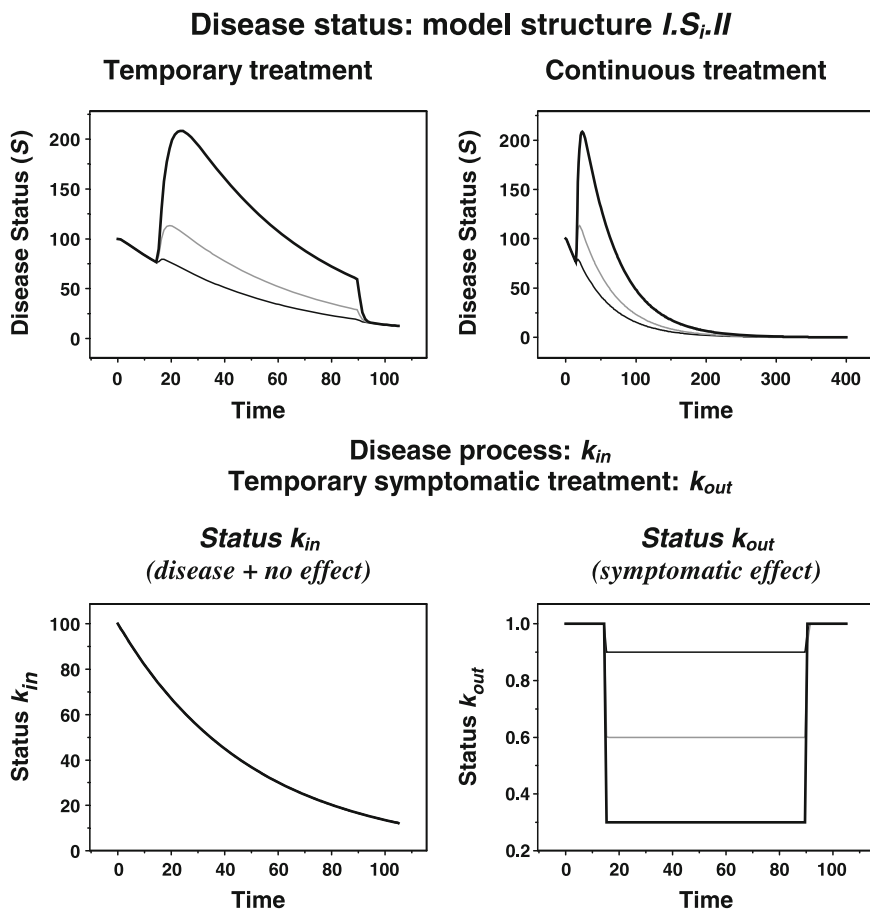 Disease status: model structure I.Si.II
Temporary treatment
Continuous treatment
Disease Status (S)
200
150
100
50
0
0 20 40 60 80 100
Time
Disease Status (S)
200
150
100
50
0
0 100 200 300 400
Time
Disease process: kin
Temporary symptomatic treatment: kout
Status kin
(disease + no effect)
Status kout
(symptomatic effect)
Status kin
100
80
60
40
20
0
0 20 40 60 80 100
Time
Status kout
1.0
0.8
0.6
0.4
0.2
0 20 40 60 80 100
Time